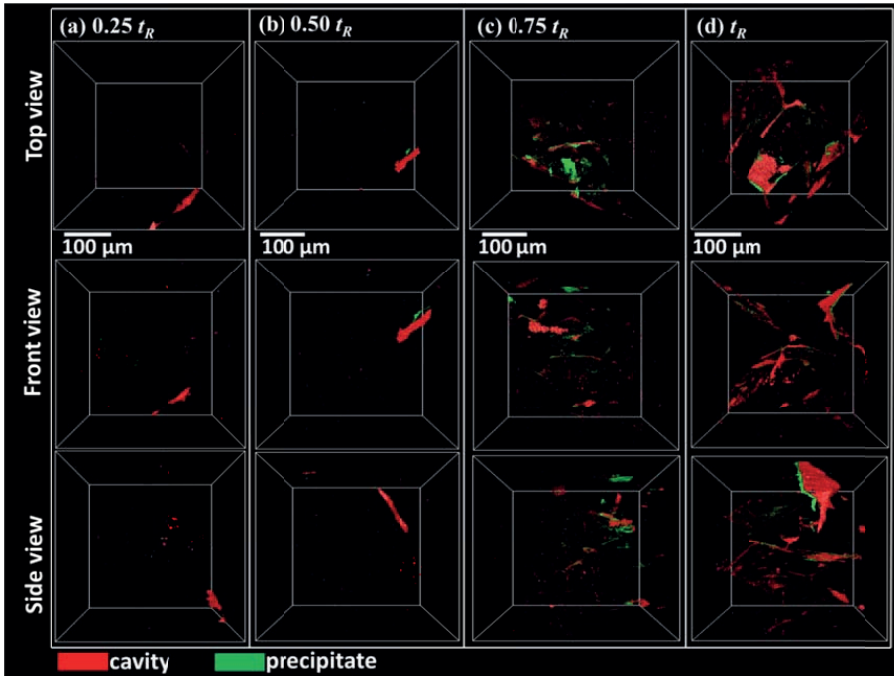 (a) 0.25 tR
(b) 0.50 tR
(c) 0.75 tR
(d) tR
Top view
100 μm
100 μm
100 μm
100 μm
Front view
Side view
cavity
precipitate